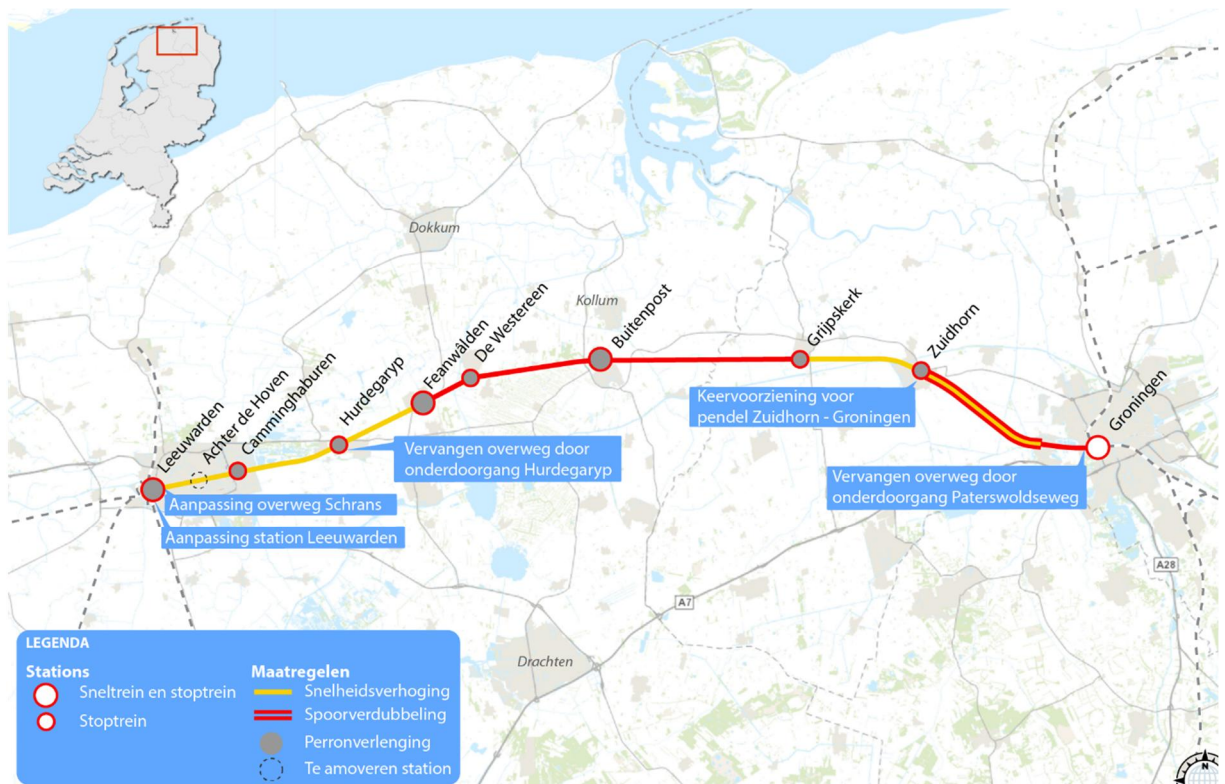 Dokkum
Kollum
Leeuwarden
Achter de Hoven
Camminghaburen
Hurdegaryp
Feanwâlden
De Westereen
Buitenpost
Grijpskerk
Zuidhorn
Groningen
Keervoorziening voor
pendel Zuidhorn - Groningen
Vervangen overweg door
onderdoorgang Hurdegaryp
Vervangen overweg door
onderdoorgang Paterswoldseweg
Aanpassing overweg Schrans
Aanpassing station Leeuwarden
A28
A7
Drachten
LEGENDA
Stations
Sneltrein en stoptrein
Stoptrein
Maatregelen
Snelheidsverhoging
Spoorverdubbeling
Perronverlenging
Te amoveren station
N